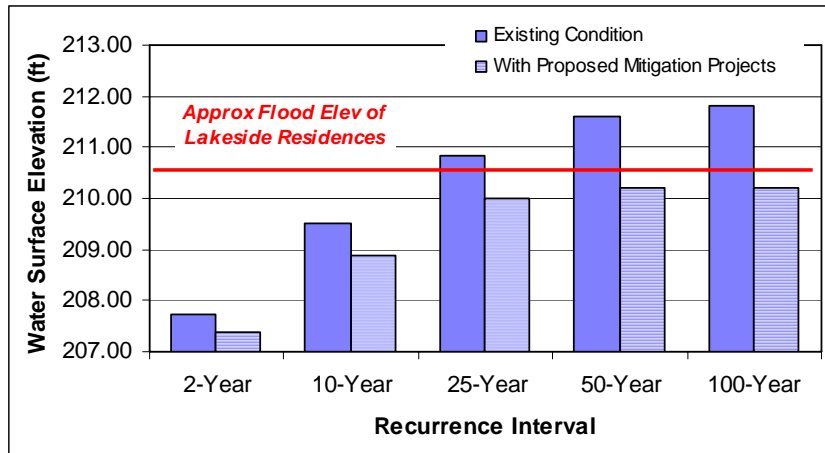 Existing Condition
With Proposed Mitigation Projects
Approx Flood Elev of
Lakeside Residences
Water Surface Elevation (ft)
213.00
212.00
211.00
210.00
209.00
208.00
207.00
2-Year
10-Year
25-Year
50-Year
100-Year
Recurrence Interval